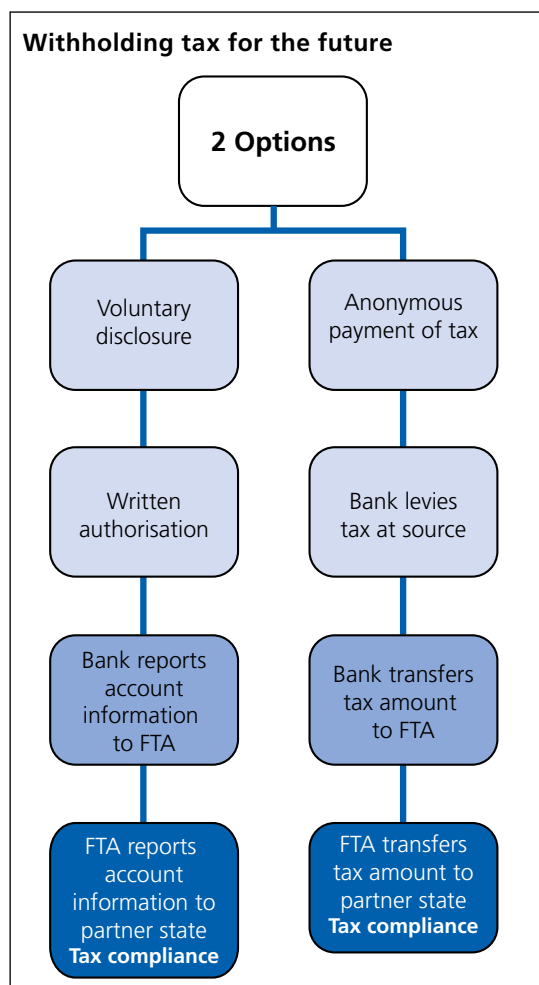 Withholding tax for the future
2 Options
Voluntary
disclosure
Anonymous
payment of tax
Written
authorisation
Bank levies
tax at source
Bank reports
account
information
to FTA
Bank transfers
tax amount
to FTA
FTA reports
account
information to
partner state
Tax compliance
FTA transfers
tax amount to
partner state
Tax compliance